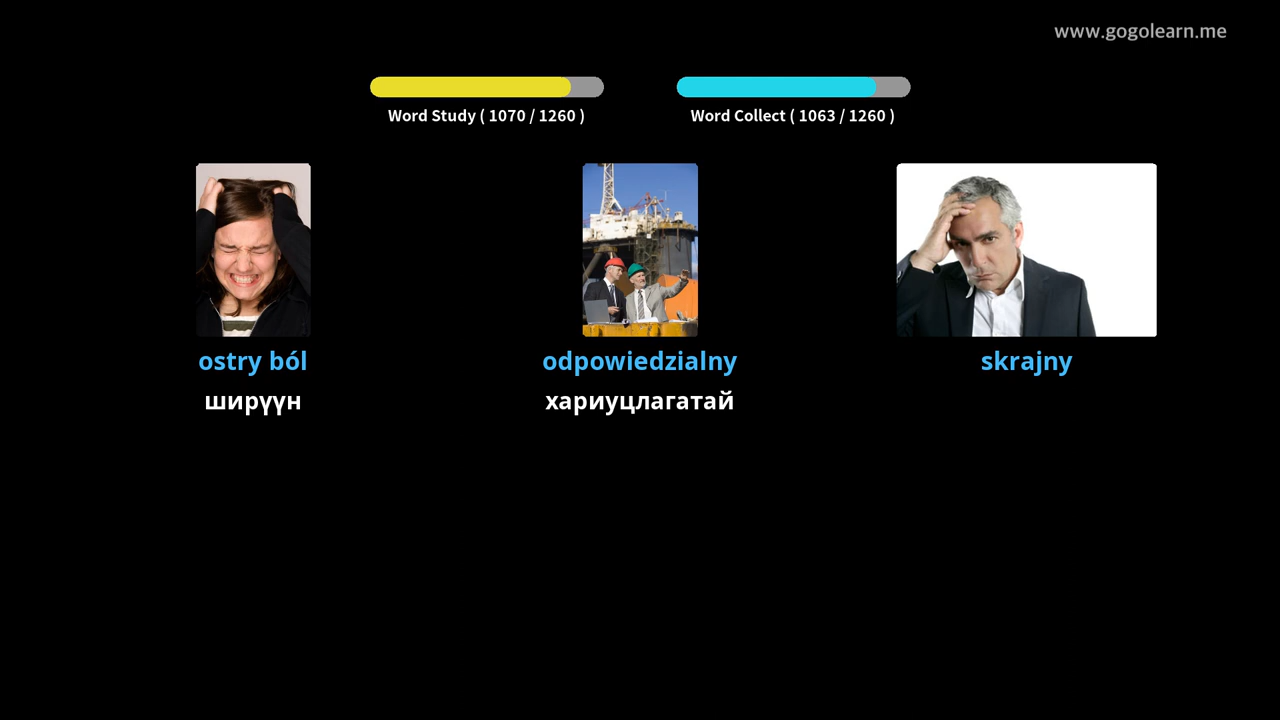 www.gogolearn.me
Word Study ( 1070 / 1260 )
Word Collect ( 1063 / 1260 )
ostry ból
odpowiedzialny
skrajny
ширүүн
хариуцлагатай